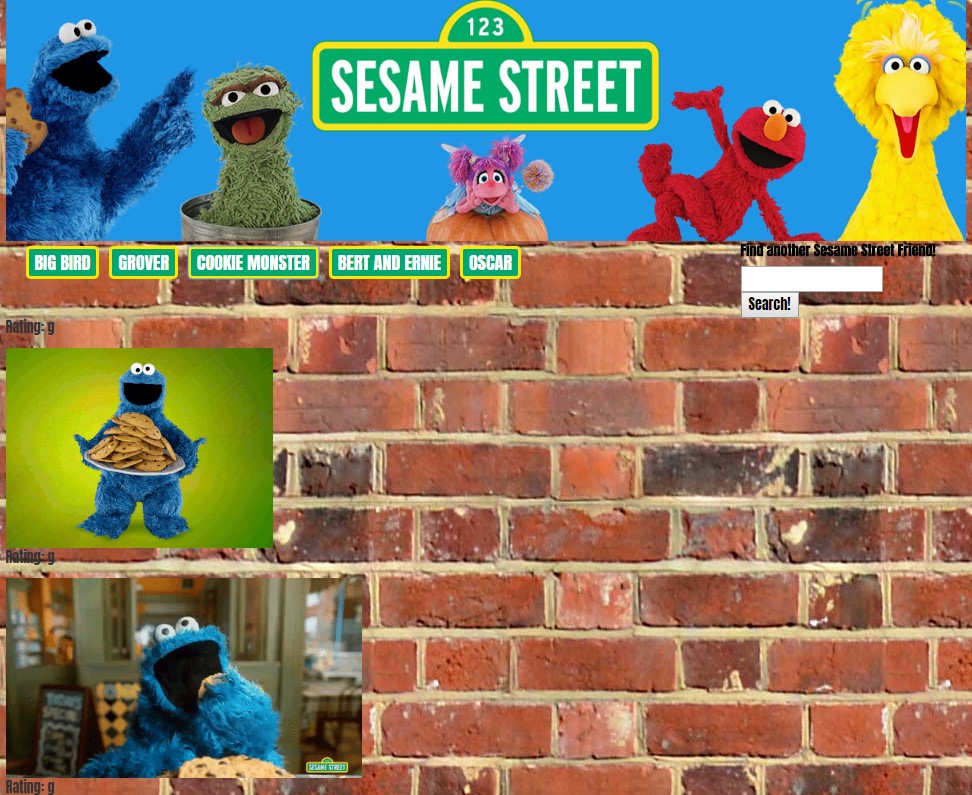 123
SESAME STREET
BIG BIRD GROVER COOKIE MONSTER BERT AND ERNIE OSCAR
Find another Sesame Street Friend!
Search!
Rating: g
Rating: g
SESAME STREET
Rating: g